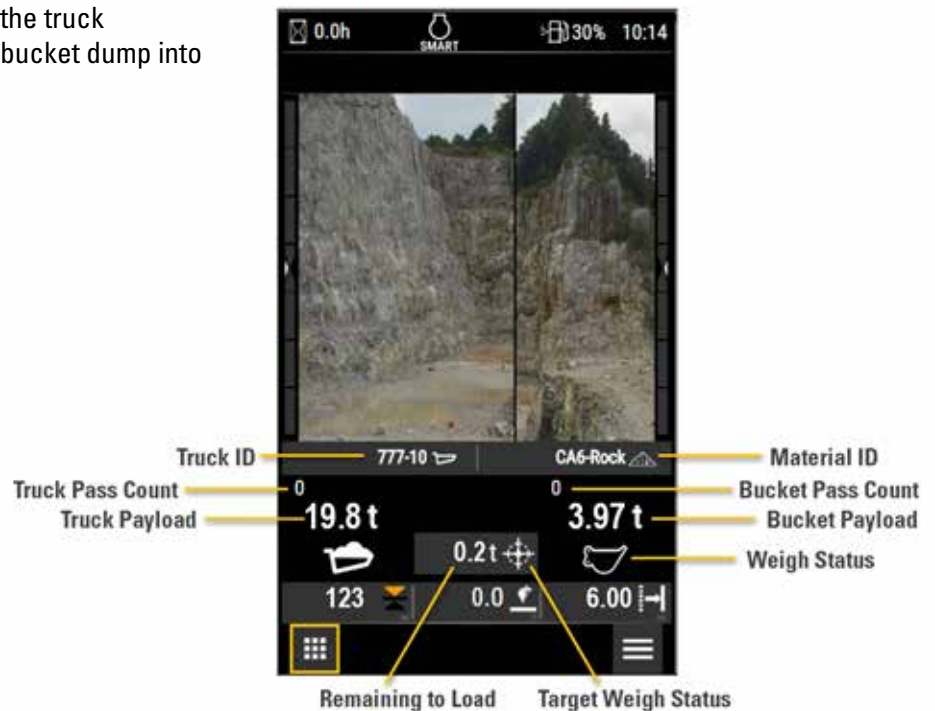 the truck
bucket dump into
0.0h SMART 30% 10:14
Truck ID 777-10 CA6-Rock Material ID
Truck Pass Count 0 0 Bucket Pass Count
Truck Payload 19.8 t 3.97 t Bucket Payload
0.2 t Weigh Status
123 0.0 6.00
Remaining to Load Target Weigh Status